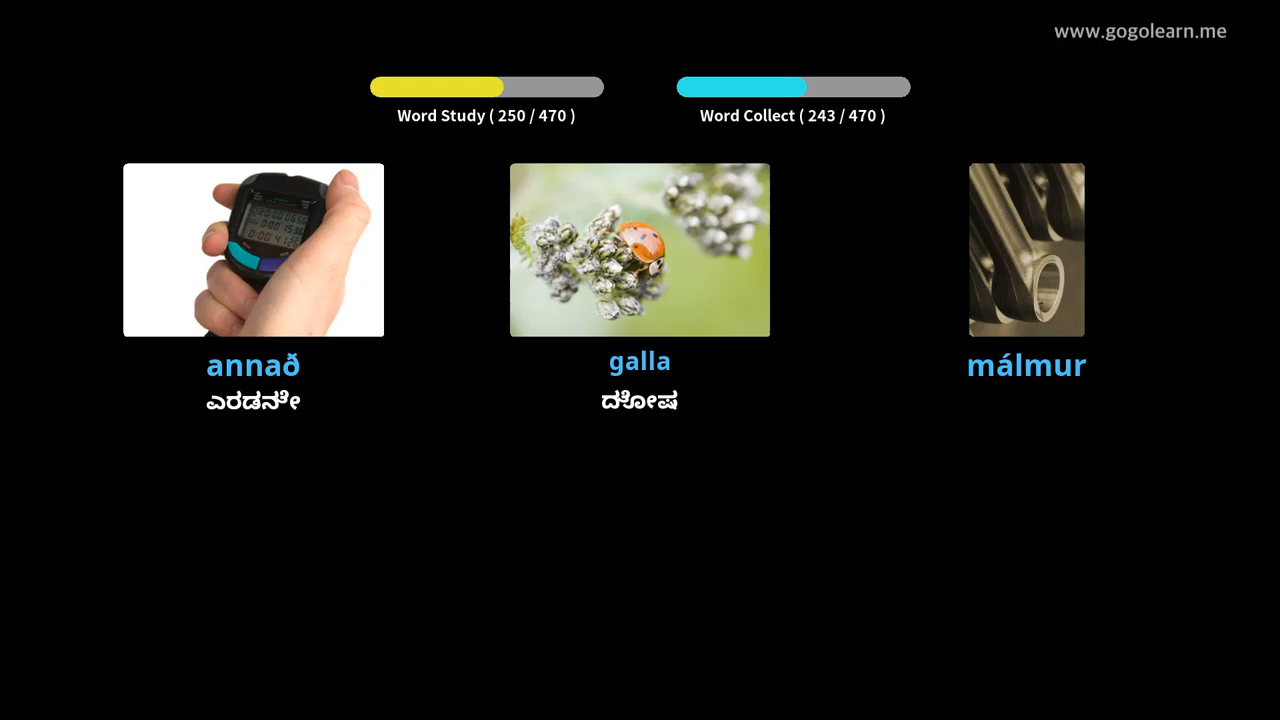 www.gogolearn.me
Word Study ( 250 / 470 )
Word Collect ( 243 / 470 )
annað
galla
málmur
ಎರಡನೇ
ದೋಷ